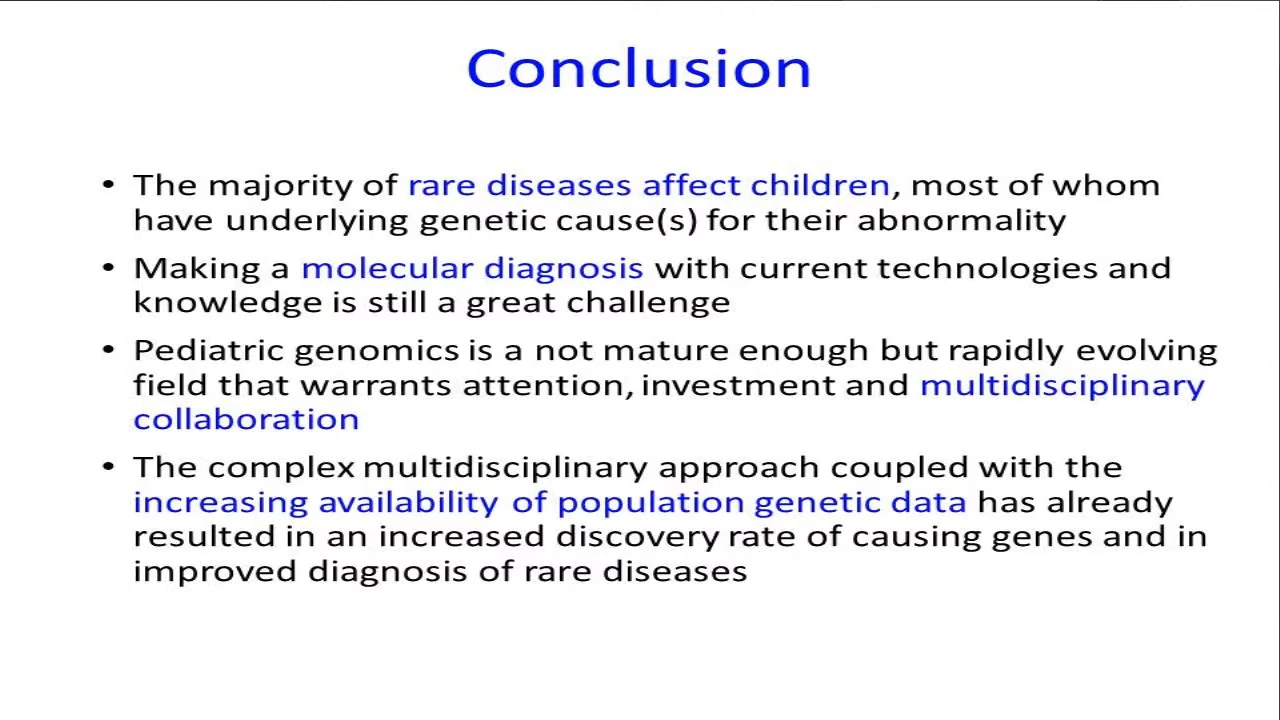 Conclusion
• The majority of rare diseases affect children, most of whom
have underlying genetic cause(s) for their abnormality
• Making a molecular diagnosis with current technologies and
knowledge is still a great challenge
• Pediatric genomics is a not mature enough but rapidly evolving
field that warrants attention, investment and multidisciplinary
collaboration
• The complex multidisciplinary approach coupled with the
increasing availability of population genetic data has already
resulted in an increased discovery rate of causing genes and in
improved diagnosis of rare diseases